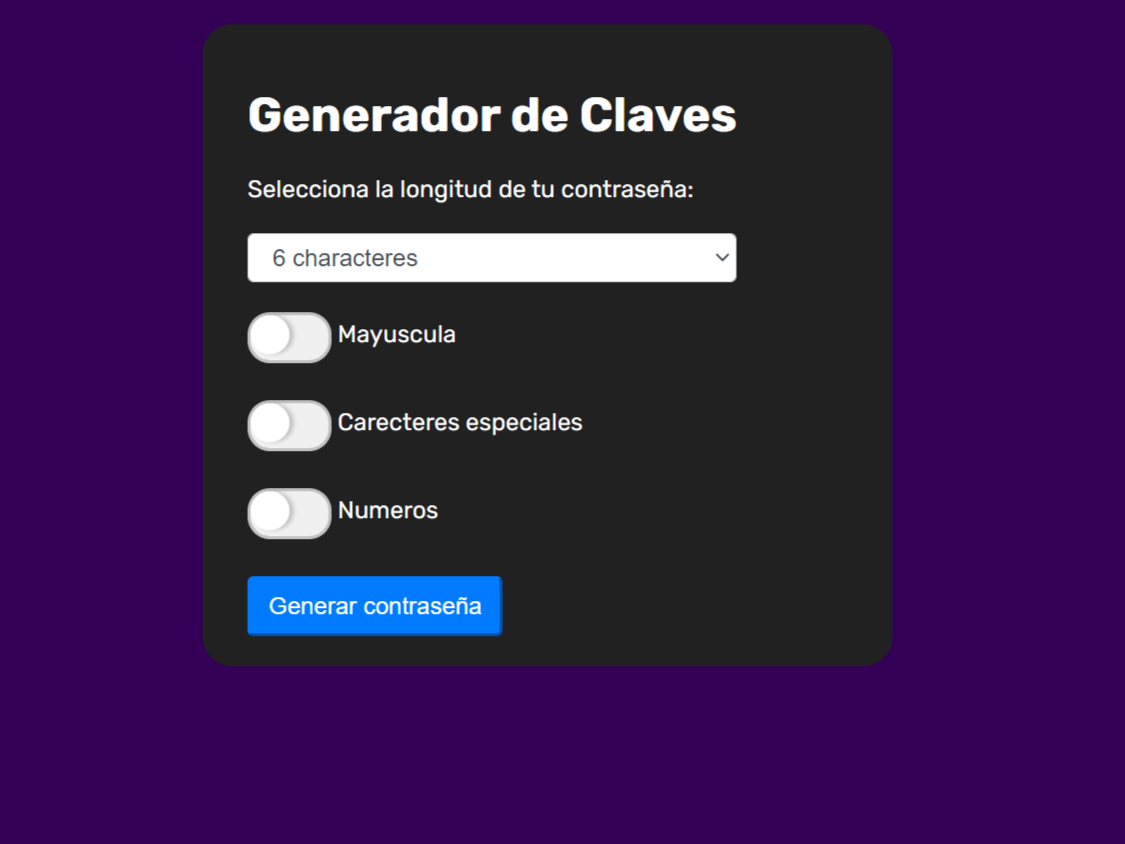 Generador de Claves
Selecciona la longitud de tu contraseña:
6 characteres
Mayuscula
Carecteres especiales
Numeros
Generar contraseña